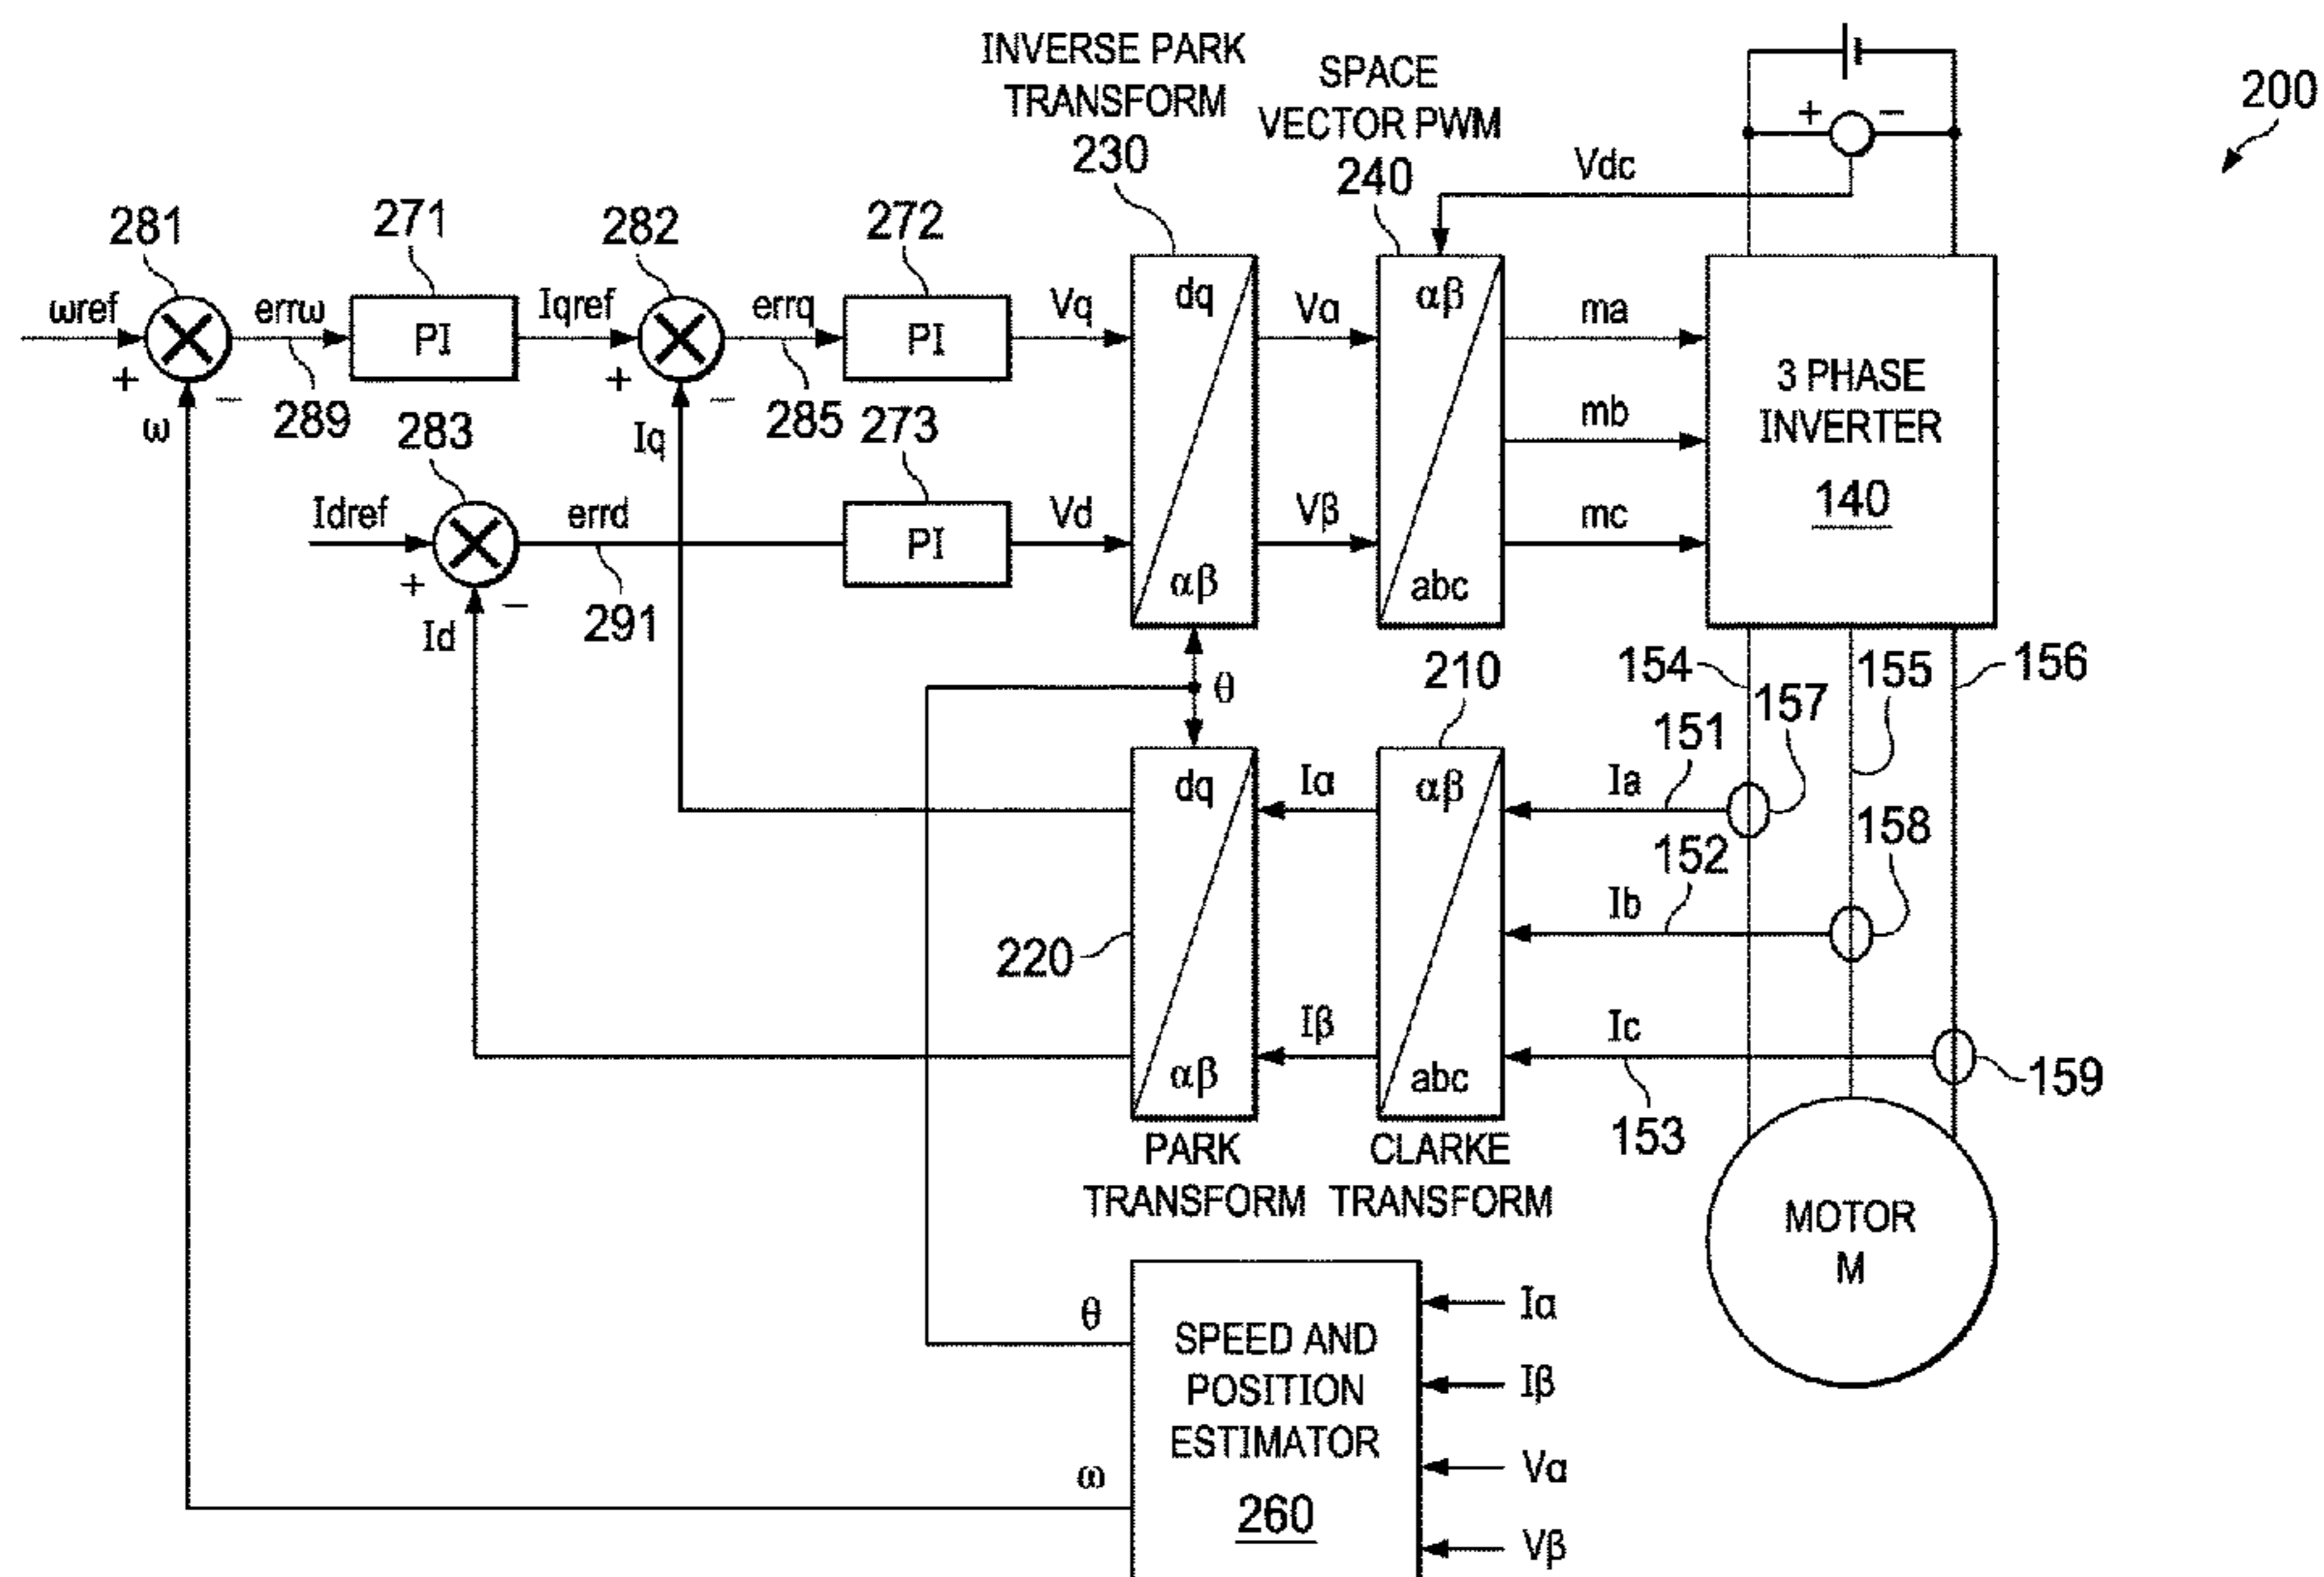 INVERSE PARK
TRANSFORM
230
SPACE
VECTOR PWM
240
Vdc
+
−
200
281
271
282
272
ωref
errω
PI
Iqref
errq
PI
Vq
dq
αβ
Vα
αβ
abc
ma
3 PHASE
INVERTER
140
+
−
289
ω
+
−
285
Iq
mb
283
273
Idref
errd
PI
Vd
Vβ
mc
+
−
291
Id
θ
210
154
155
156
157
151
dq
αβ
Iα
αβ
abc
Ia
152
158
Ib
220
Iβ
Ic
159
153
PARK
TRANSFORM
CLARKE
TRANSFORM
MOTOR
M
θ
ω
SPEED AND
POSITION
ESTIMATOR
260
Iα
Iβ
Vα
Vβ